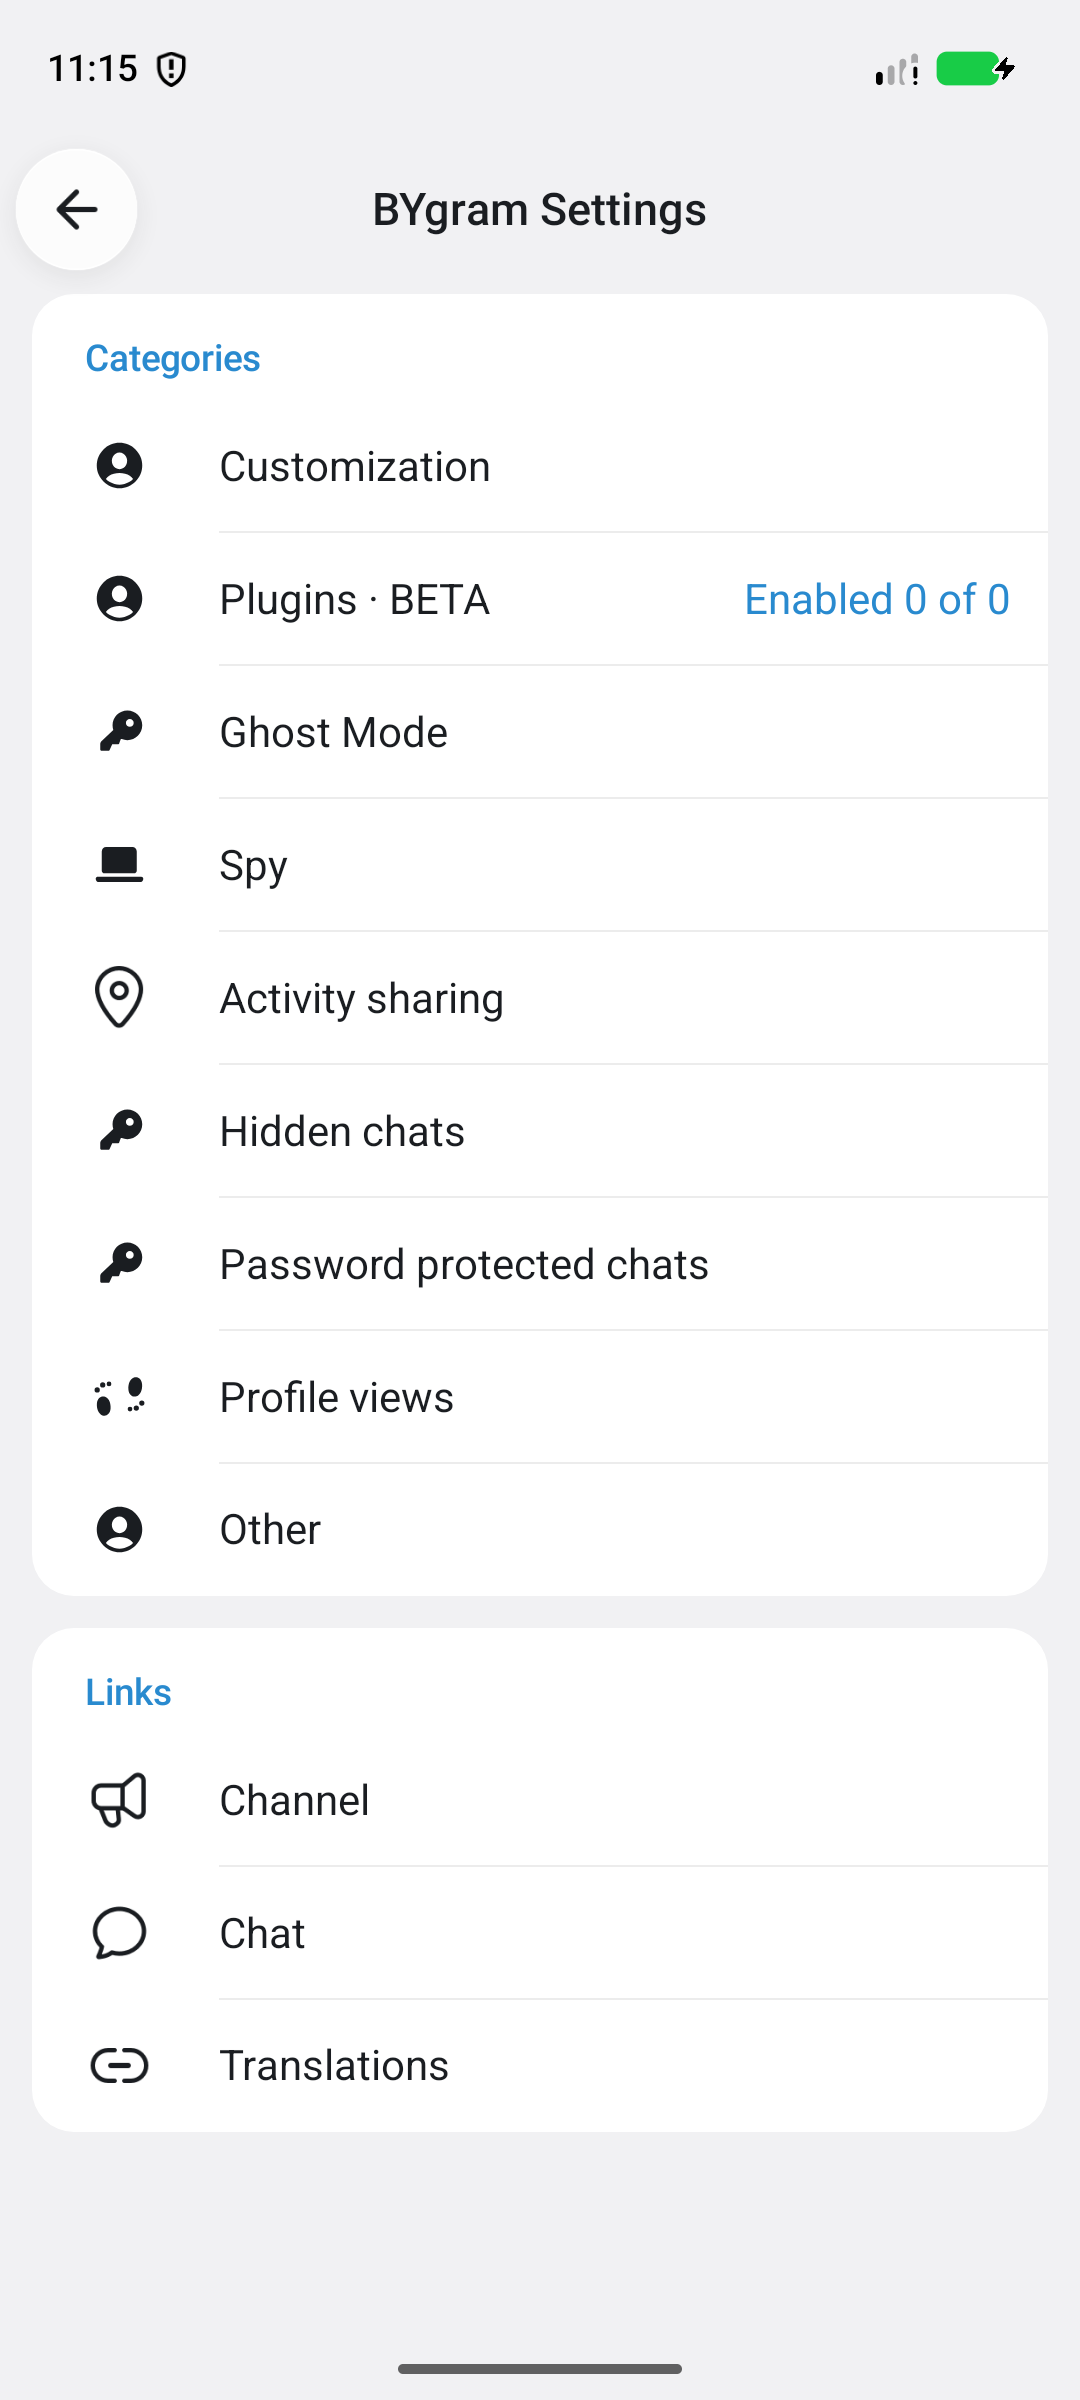 11:15
BYgram Settings
Categories
Customization
Plugins · BETA
Enabled 0 of 0
Ghost Mode
Spy
Activity sharing
Hidden chats
Password protected chats
Profile views
Other
Links
Channel
Chat
Translations